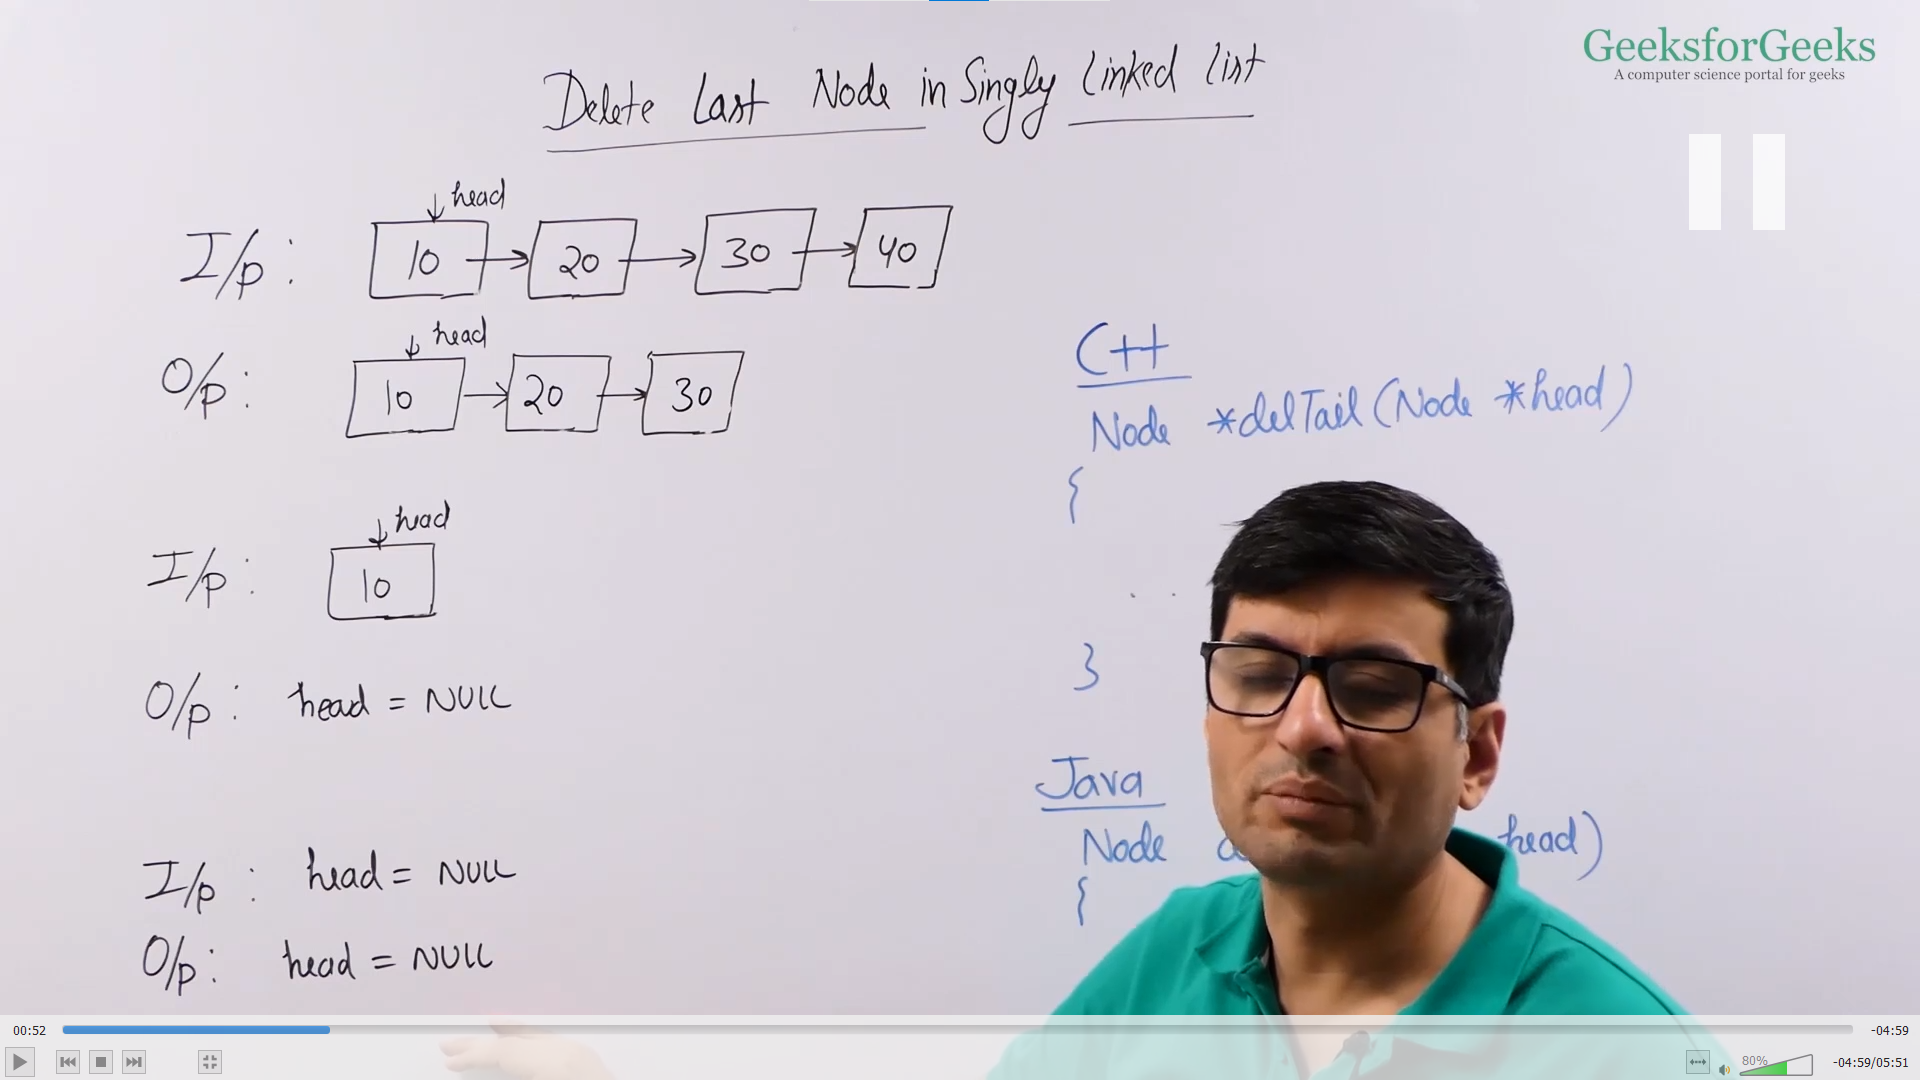 GeeksforGeeks
A computer science portal for geeks
Delete Last Node in Singly Linked List
head
I/p: 10 20 30 40
head
O/p: 10 20 30
head
I/p: 10
O/p: head = NULL
I/p: head = NULL
O/p: head = NULL
C++
Node *delTail(Node *head)
{
}
Java
Node head)
{
00:52
-04:59
80%
-04:59/05:51